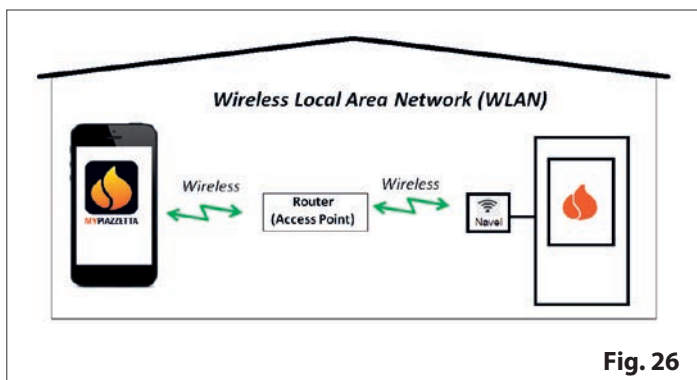 Wireless Local Area Network (WLAN)
MYPIAZZETTA
Wireless
Router
(Access Point)
Wireless
Navel
Fig. 26